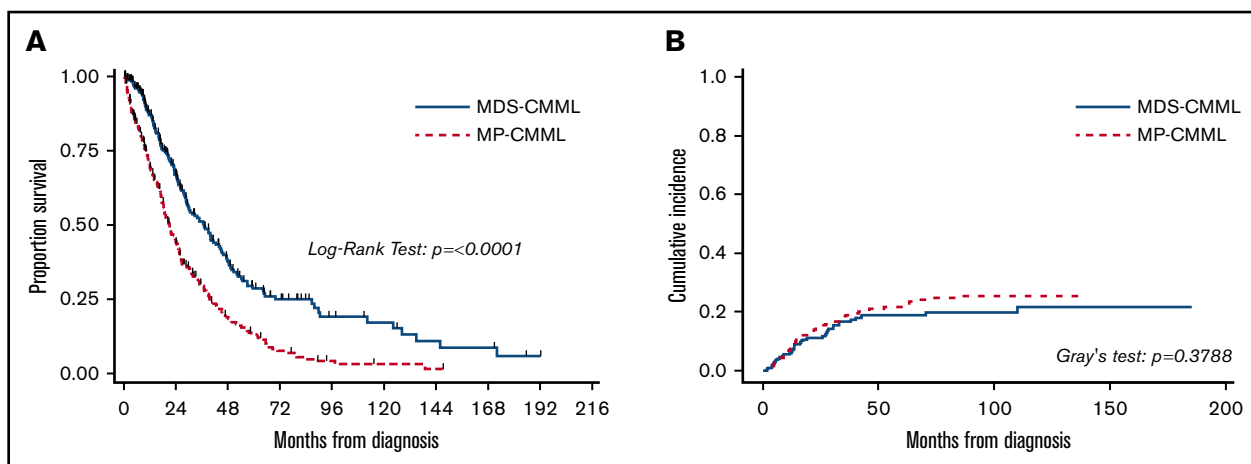 A
Proportion survival
1.00
0.75
0.50
0.25
0.00
MDS-CMML
MP-CMML
Log-Rank Test: p=<0.0001
0 24 48 72 96 120 144 168 192 216
Months from diagnosis
B
Cumulative incidence
1.0
0.8
0.6
0.4
0.2
0.0
MDS-CMML
MP-CMML
Gray's test: p=0.3788
0 50 100 150 200
Months from diagnosis